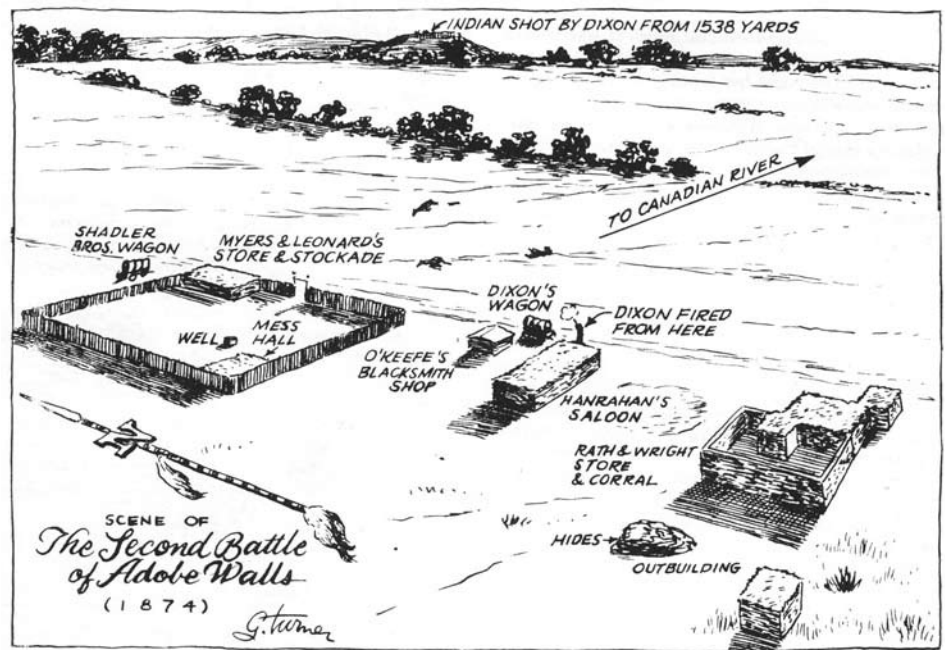 INDIAN SHOT BY DIXON FROM 1538 YARDS
TO CANADIAN RIVER
SHADLER
BROS. WAGON
MYERS & LEONARD'S
STORE & STOCKADE
WELL
MESS
HALL
DIXON'S
WAGON
DIXON FIRED
FROM HERE
O'KEEFE'S
BLACKSMITH
SHOP
HANRAHAN'S
SALOON
RATH & WRIGHT
STORE
& CORRAL
HIDES
OUTBUILDING
SCENE OF
The Second Battle
of Adobe Walls
(1874)
G. Turner